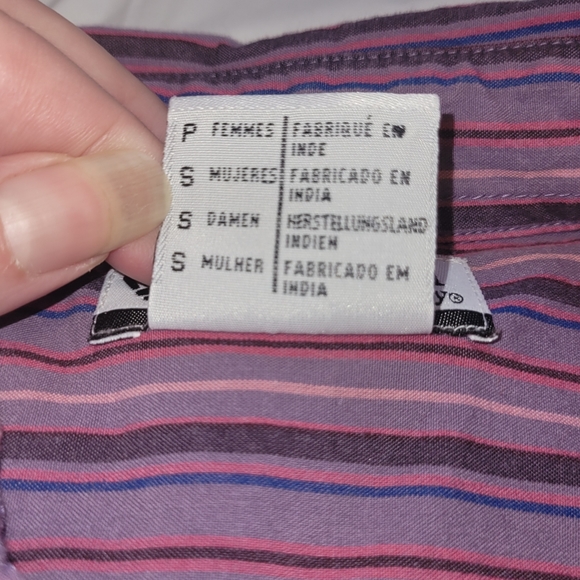 P FEMMES FABRIQUÉ EN
INDE
S MUJERES FABRICADO EN
INDIA
S DAMEN HERSTELLUNGSLAND
INDIEN
S MULHER FABRICADO EM
INDIA